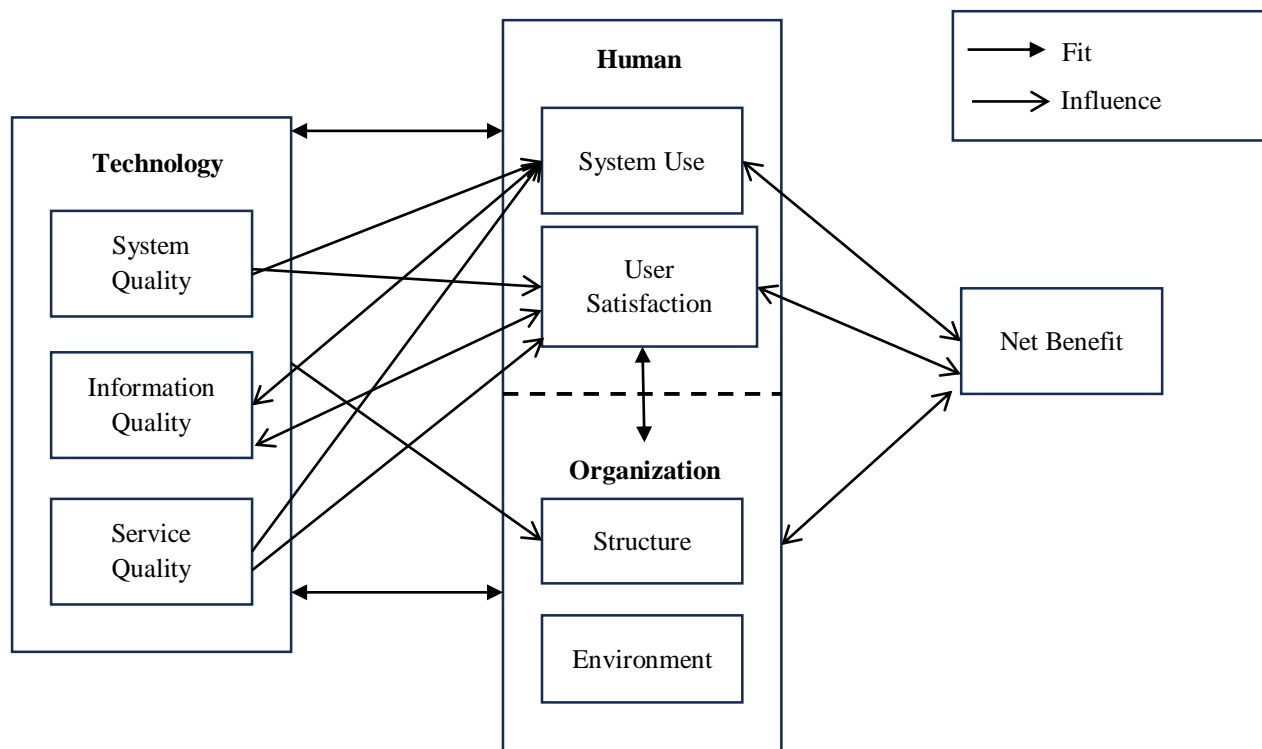 Human
Fit
Influence
Technology
System Use
System
Quality
User
Satisfaction
Net Benefit
Information
Quality
Organization
Service
Quality
Structure
Environment